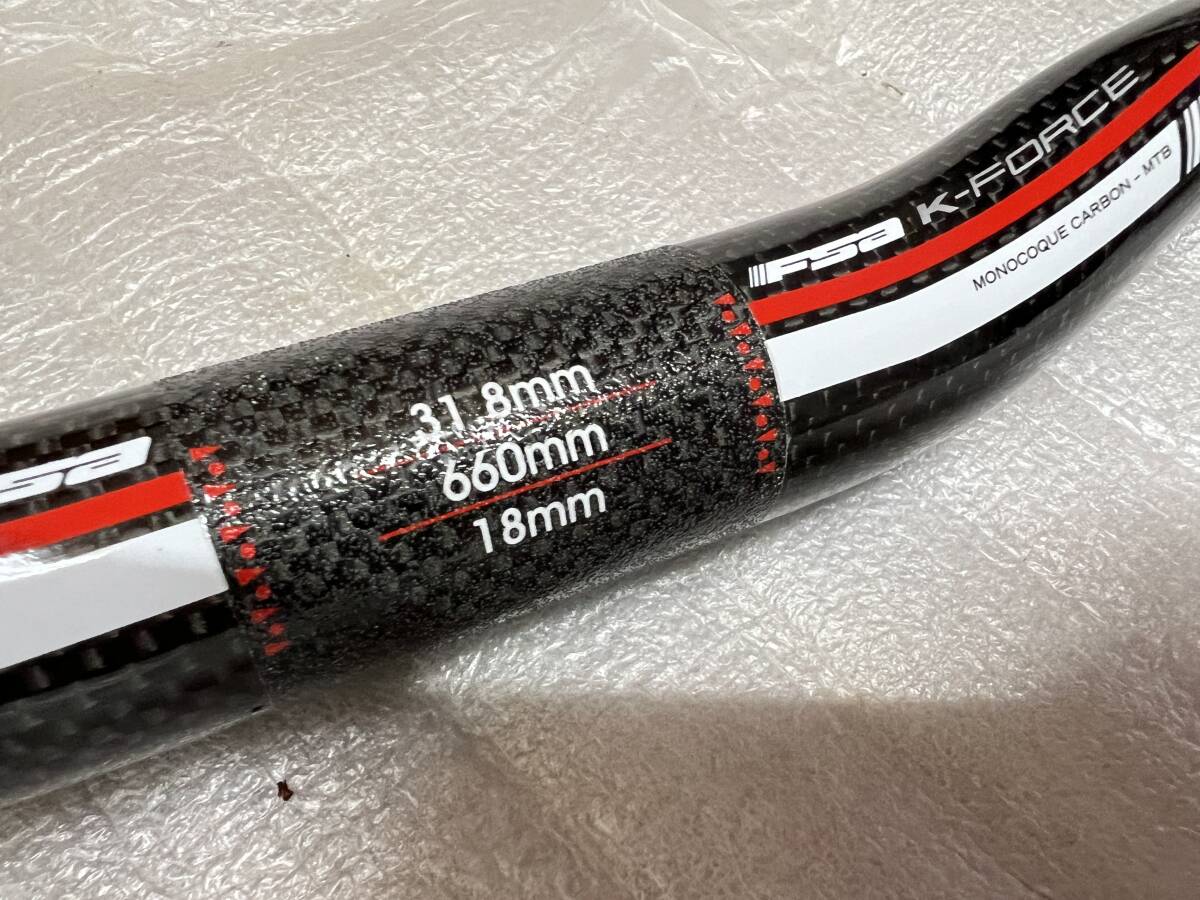 FSA K-FORCE
MONOCOQUE CARBON - MTB
31.8mm
660mm
18mm
FSA